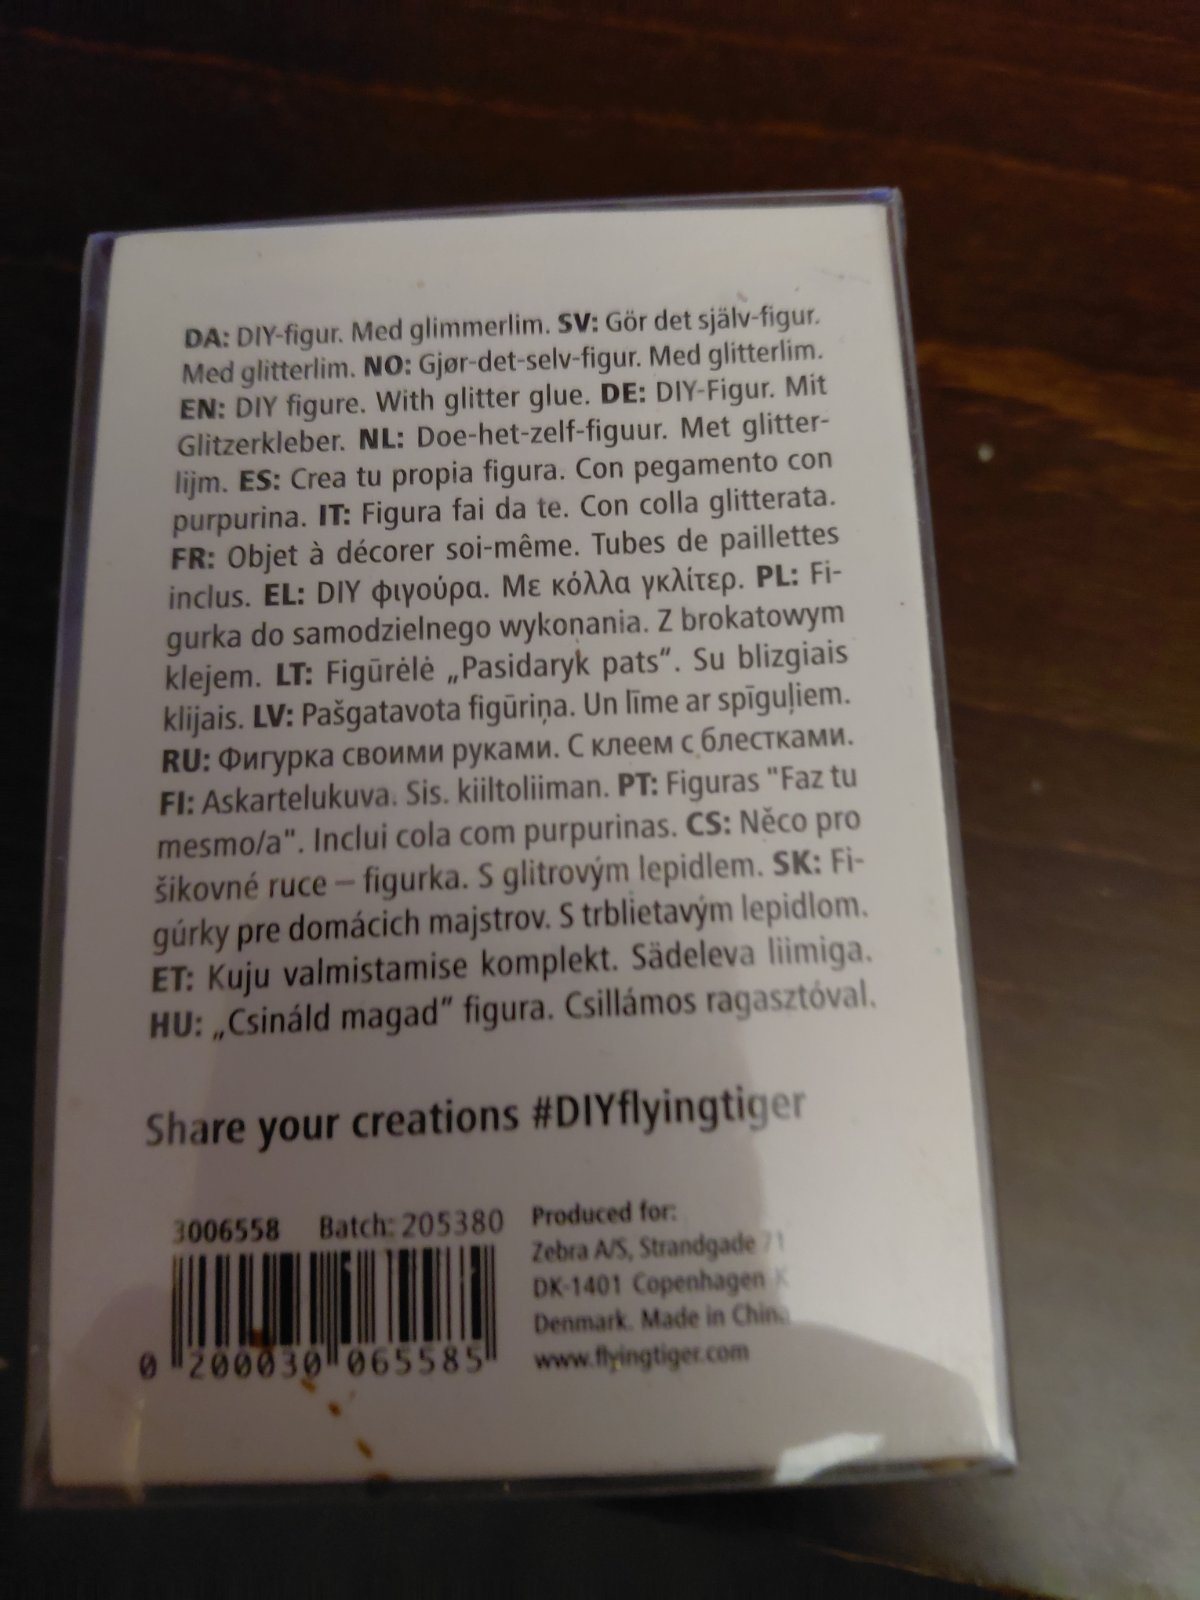 DA: DIY-figur. Med glimmerlim. SV: Gör det själv-figur.
Med glitterlim. NO: Gjør-det-selv-figur. Med glitterlim.
EN: DIY figure. With glitter glue. DE: DIY-Figur. Mit
Glitzerkleber. NL: Doe-het-zelf-figuur. Met glitter-
lijm. ES: Crea tu propia figura. Con pegamento con
purpurina. IT: Figura fai da te. Con colla glitterata.
FR: Objet à décorer soi-même. Tubes de paillettes
inclus. EL: DIY φιγούρα. Με κόλλα γκλίτερ. PL: Fi-
gurka do samodzielnego wykonania. Z brokatowym
klejem. LT: Figūrėlė „Pasidaryk pats“. Su blizgiais
klijais. LV: Pašgatavota figūriņa. Un līme ar spīguļiem.
RU: Фигурка своими руками. С клеем с блестками.
FI: Askartelukuva. Sis. kiiltoliiman. PT: Figuras "Faz tu
mesmo/a". Inclui cola com purpurinas. CS: Něco pro
šikovné ruce – figurka. S glitrovým lepidlem. SK: Fi-
gúrky pre domácich majstrov. S trblietavým lepidlom.
ET: Kuju valmistamise komplekt. Sädeleva liimiga.
HU: „Csináld magad” figura. Csillámos ragasztóval.
Share your creations #DIYflyingtiger
3006558 Batch: 205380
0 200030 065585
Produced for:
Zebra A/S, Strandgade 71
DK-1401 Copenhagen K
Denmark. Made in China
www.flyingtiger.com